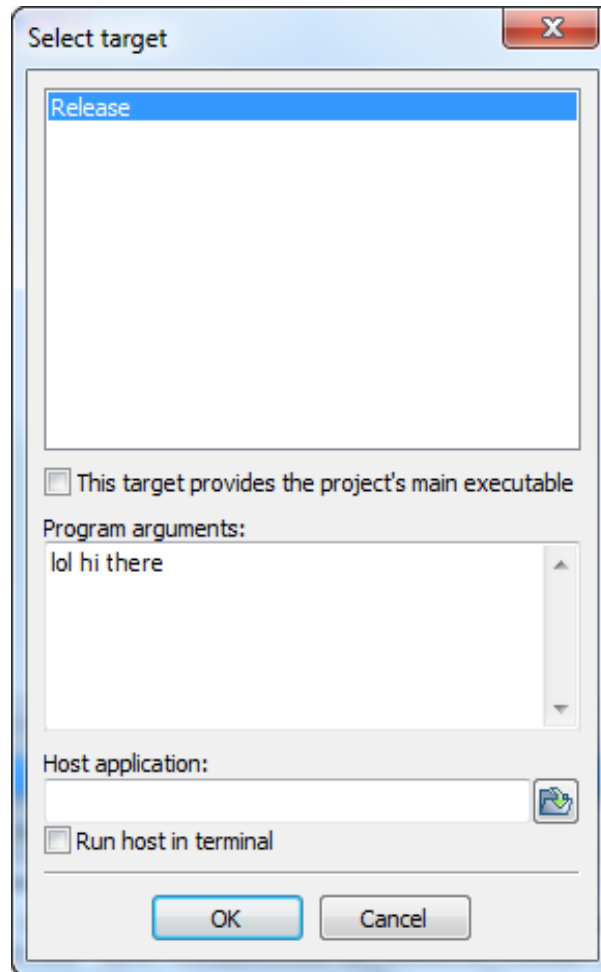 Select target
Release
This target provides the project's main executable
Program arguments:
lol hi there
Host application:
Run host in terminal
OK
Cancel